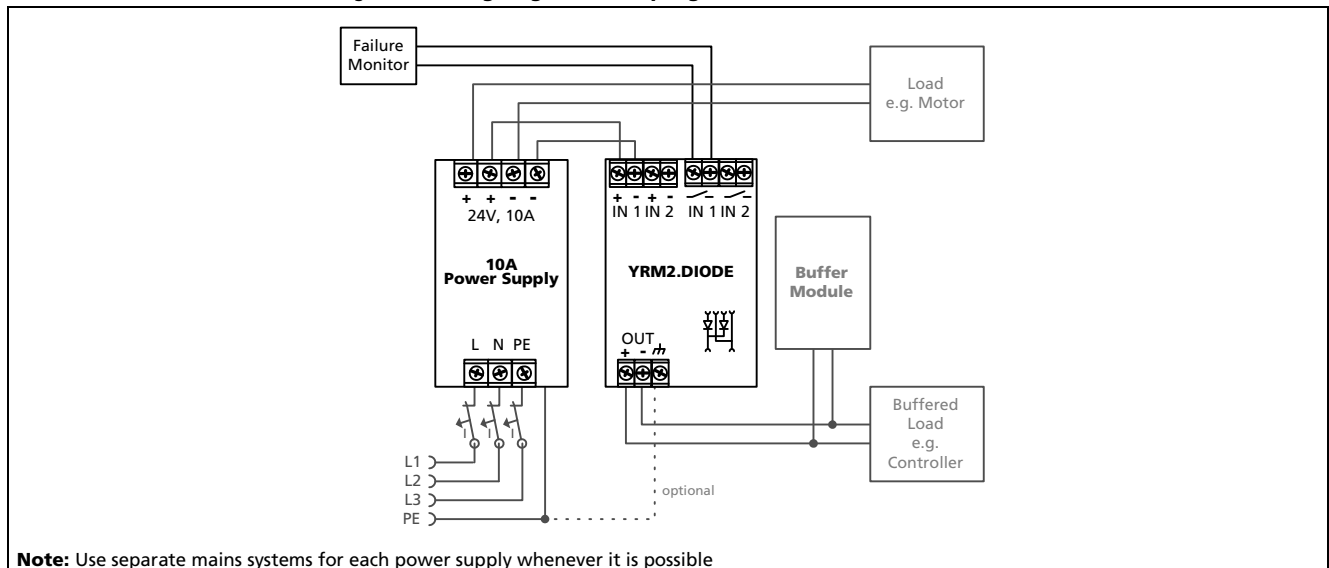 Failure
Monitor
Load
e.g. Motor
+ + - -
24V, 10A
10A
Power Supply
L N PE
+ - + -
IN 1 IN 2 IN 1 IN 2
YRM2.DIODE
OUT
+ -
Buffer
Module
Buffered
Load
e.g.
Controller
L1
L2
L3
PE
optional
Note: Use separate mains systems for each power supply whenever it is possible